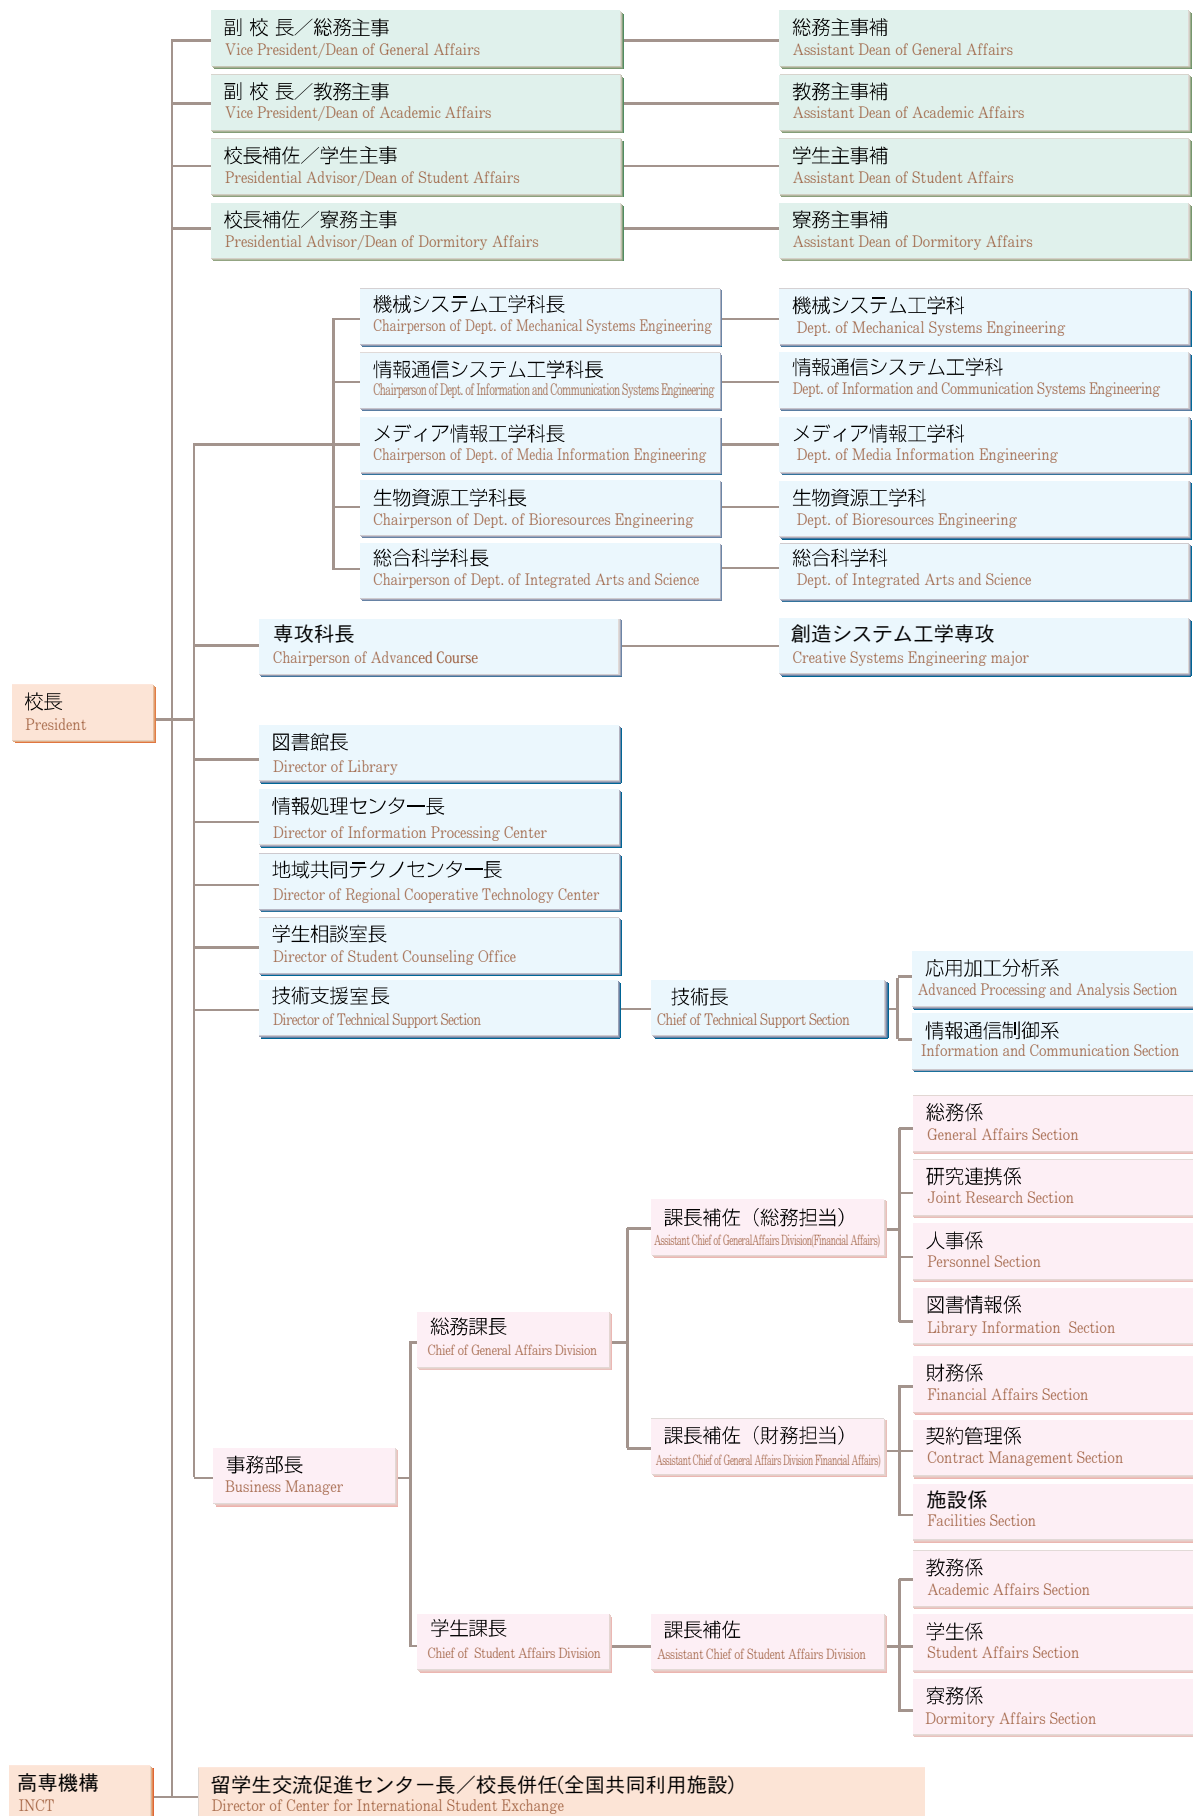 副 校 長／総務主事
Vice President/Dean of General Affairs
総務主事補
Assistant Dean of General Affairs
副 校 長／教務主事
Vice President/Dean of Academic Affairs
教務主事補
Assistant Dean of Academic Affairs
校長補佐／学生主事
Presidential Advisor/Dean of Student Affairs
学生主事補
Assistant Dean of Student Affairs
校長補佐／寮務主事
Presidential Advisor/Dean of Dormitory Affairs
寮務主事補
Assistant Dean of Dormitory Affairs
機械システム工学科長
Chairperson of Dept. of Mechanical Systems Engineering
機械システム工学科
Dept. of Mechanical Systems Engineering
情報通信システム工学科長
Chairperson of Dept. of Information and Communication Systems Engineering
情報通信システム工学科
Dept. of Information and Communication Systems Engineering
メディア情報工学科長
Chairperson of Dept. of Media Information Engineering
メディア情報工学科
Dept. of Media Information Engineering
生物資源工学科長
Chairperson of Dept. of Bioresources Engineering
生物資源工学科
Dept. of Bioresources Engineering
総合科学科長
Chairperson of Dept. of Integrated Arts and Science
総合科学科
Dept. of Integrated Arts and Science
専攻科長
Chairperson of Advanced Course
創造システム工学専攻
Creative Systems Engineering major
校長
President
図書館長
Director of Library
情報処理センター長
Director of Information Processing Center
地域共同テクノセンター長
Director of Regional Cooperative Technology Center
学生相談室長
Director of Student Counseling Office
技術支援室長
Director of Technical Support Section
技術長
Chief of Technical Support Section
応用加工分析系
Advanced Processing and Analysis Section
情報通信制御系
Information and Communication Section
総務係
General Affairs Section
研究連携係
Joint Research Section
課長補佐（総務担当）
Assistant Chief of GeneralAffairs Division(Financial Affairs)
人事係
Personnel Section
図書情報係
Library Information Section
総務課長
Chief of General Affairs Division
財務係
Financial Affairs Section
課長補佐（財務担当）
Assistant Chief of General Affairs Division Financial Affairs)
契約管理係
Contract Management Section
事務部長
Business Manager
施設係
Facilities Section
教務係
Academic Affairs Section
学生課長
Chief of Student Affairs Division
課長補佐
Assistant Chief of Student Affairs Division
学生係
Student Affairs Section
寮務係
Dormitory Affairs Section
高専機構
INCT
留学生交流促進センター長／校長併任(全国共同利用施設)
Director of Center for International Student Exchange